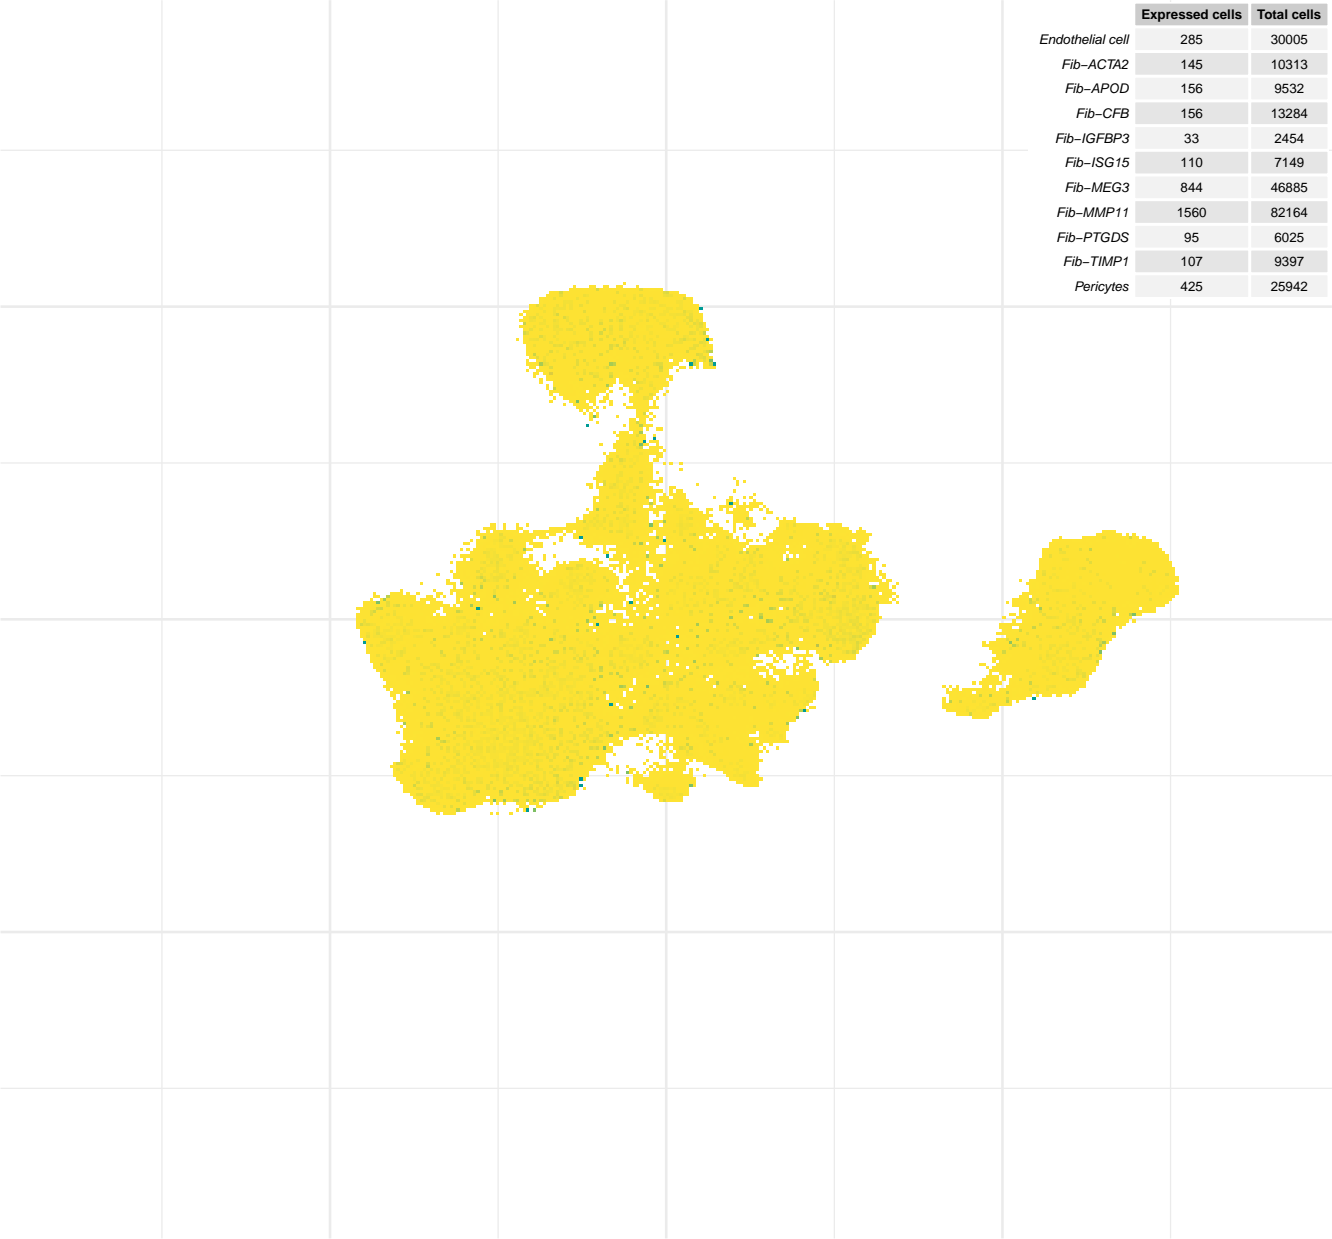 Expressed cells Total cells
Endothelial cell 285 30005
Fib−ACTA2 145 10313
Fib−APOD 156 9532
Fib−CFB 156 13284
Fib−IGFBP3 33 2454
Fib−ISG15 110 7149
Fib−MEG3 844 46885
Fib−MMP11 1560 82164
Fib−PTGDS 95 6025
Fib−TIMP1 107 9397
Pericytes 425 25942